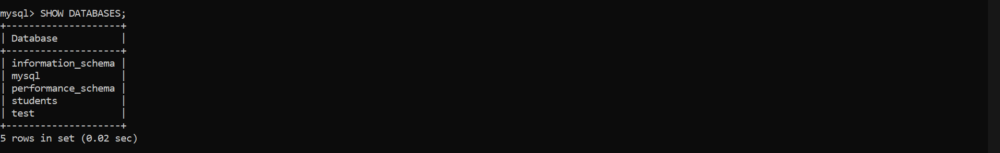 mysql> SHOW DATABASES;
+--------------------+
| Database           |
+--------------------+
| information_schema |
| mysql              |
| performance_schema |
| students           |
| test               |
+--------------------+
5 rows in set (0.02 sec)